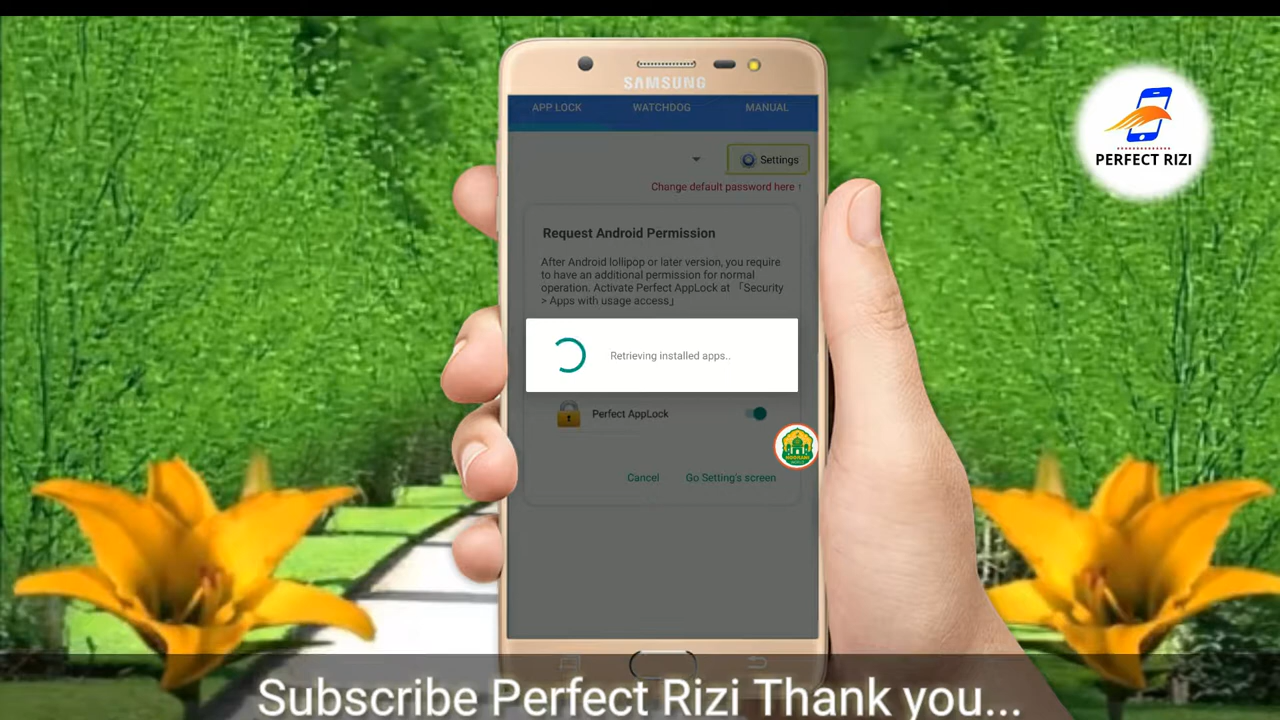 SAMSUNG
APP LOCK WATCHDOG MANUAL
Settings
Change default password here ↑
Request Android Permission
After Android lollipop or later version, you require
to have an additional permission for normal
operation. Activate Perfect AppLock at 「Security
> Apps with usage access」
Retrieving installed apps..
Perfect AppLock
Cancel Go Setting's screen
PERFECT RIZI
Subscribe Perfect Rizi Thank you...